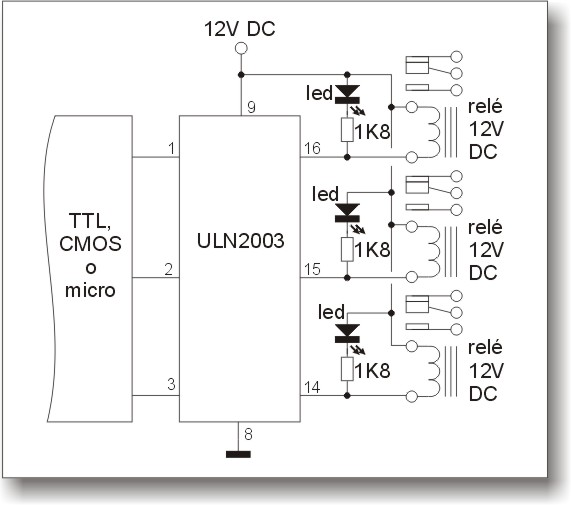 12V DC
9
led
1K8
relé
12V
DC
1
16
TTL,
CMOS
o
micro
ULN2003
led
1K8
relé
12V
DC
2
15
led
1K8
relé
12V
DC
3
14
8